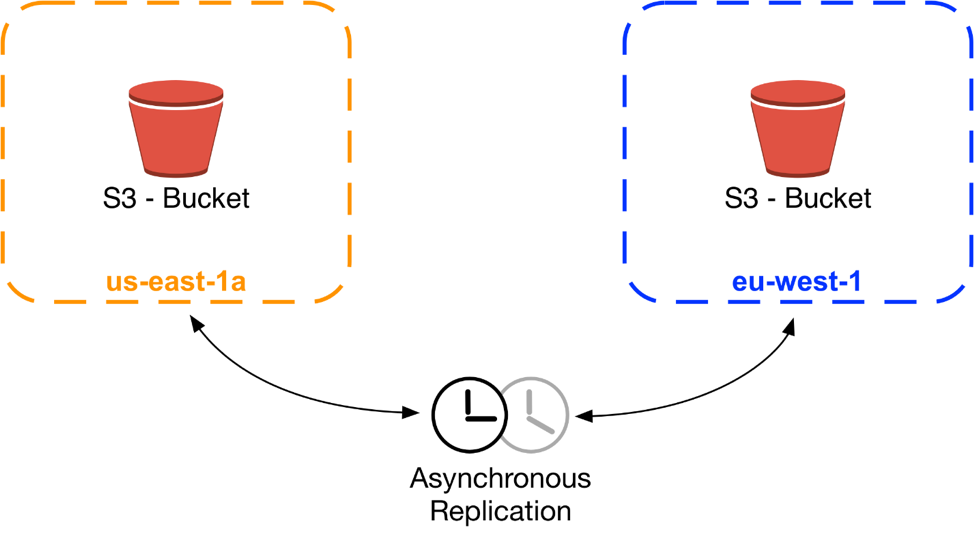 S3 - Bucket
us-east-1a
S3 - Bucket
eu-west-1
Asynchronous
Replication